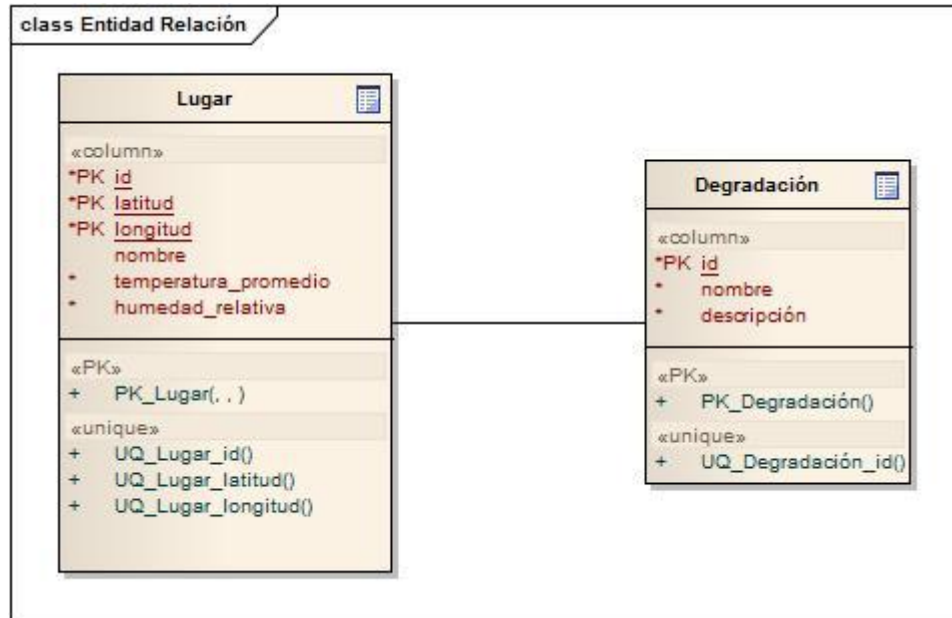 class Entidad Relación
Lugar
«column»
*PK id
*PK latitud
*PK longitud
nombre
* temperatura_promedio
* humedad_relativa
«PK»
+ PK_Lugar(, , )
«unique»
+ UQ_Lugar_id()
+ UQ_Lugar_latitud()
+ UQ_Lugar_longitud()
Degradación
«column»
*PK id
* nombre
* descripción
«PK»
+ PK_Degradación()
«unique»
+ UQ_Degradación_id()